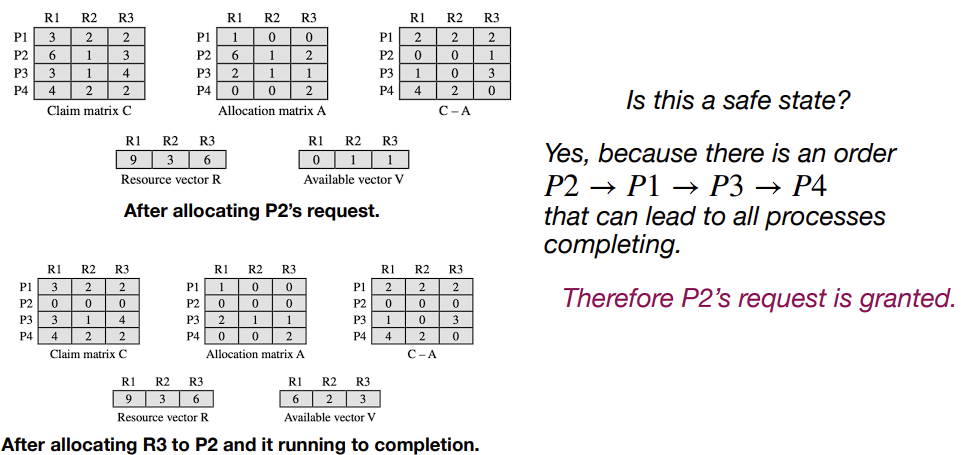 R1 R2 R3
P1 3 2 2
P2 6 1 3
P3 3 1 4
P4 4 2 2
Claim matrix C
R1 R2 R3
P1 1 0 0
P2 6 1 2
P3 2 1 1
P4 0 0 2
Allocation matrix A
R1 R2 R3
P1 2 2 2
P2 0 0 1
P3 1 0 3
P4 4 2 0
C – A
R1 R2 R3
9 3 6
Resource vector R
R1 R2 R3
0 1 1
Available vector V
After allocating P2's request.
R1 R2 R3
P1 3 2 2
P2 0 0 0
P3 3 1 4
P4 4 2 2
Claim matrix C
R1 R2 R3
P1 1 0 0
P2 0 0 0
P3 2 1 1
P4 0 0 2
Allocation matrix A
R1 R2 R3
P1 2 2 2
P2 0 0 0
P3 1 0 3
P4 4 2 0
C – A
R1 R2 R3
9 3 6
Resource vector R
R1 R2 R3
6 2 3
Available vector V
After allocating R3 to P2 and it running to completion.
Is this a safe state?
Yes, because there is an order
P2 → P1 → P3 → P4
that can lead to all processes
completing.
Therefore P2's request is granted.